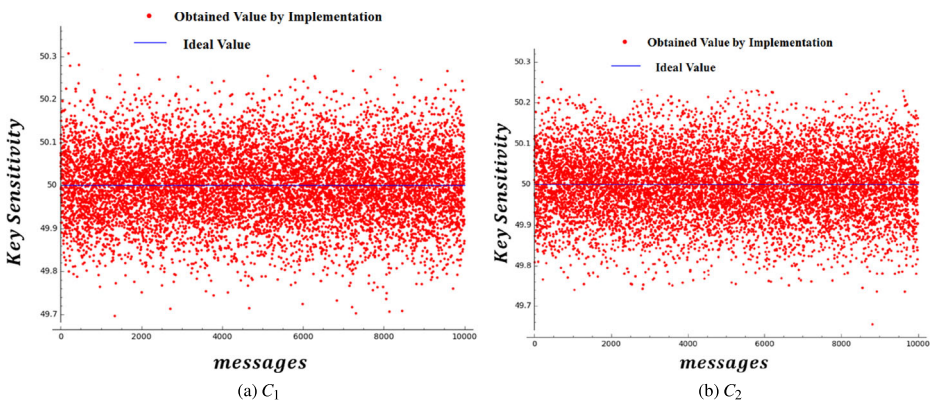 Obtained Value by Implementation
Ideal Value
50.3
50.2
50.1
50
49.9
49.8
49.7
Key Sensitivity
0 2000 4000 6000 8000 10000
messages
(a) C1
Obtained Value by Implementation
Ideal Value
50.3
50.2
50.1
50
49.9
49.8
49.7
Key Sensitivity
0 2000 4000 6000 8000 10000
messages
(b) C2